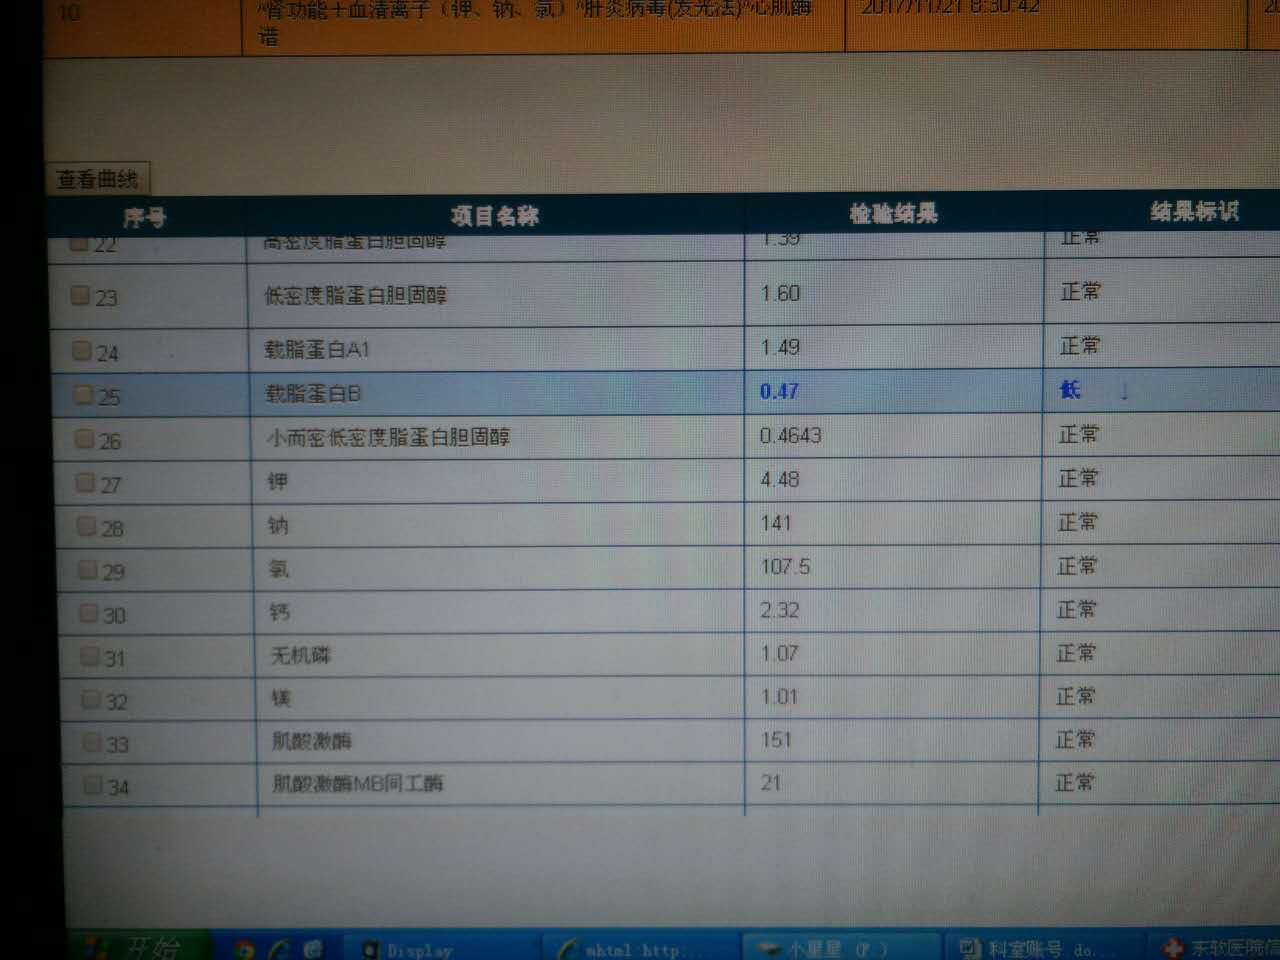 10
"肾功能+血清离子（钾、钠、氯）"肝炎病毒(发光法)"心肌酶
谱
2017/11/21 8:30:42
查看曲线
序号 项目名称 检验结果 结果标识
22 高密度脂蛋白胆固醇 1.39 正常
23 低密度脂蛋白胆固醇 1.60 正常
24 载脂蛋白A1 1.49 正常
25 载脂蛋白B 0.47 低 ↓
26 小而密低密度脂蛋白胆固醇 0.4643 正常
27 钾 4.48 正常
28 钠 141 正常
29 氯 107.5 正常
30 钙 2.32 正常
31 无机磷 1.07 正常
32 镁 1.01 正常
33 肌酸激酶 151 正常
34 肌酸激酶MB同工酶 21 正常
开始 Display mhtml:http:... 小星星 (F:) 科室账号 do... 东软医院信